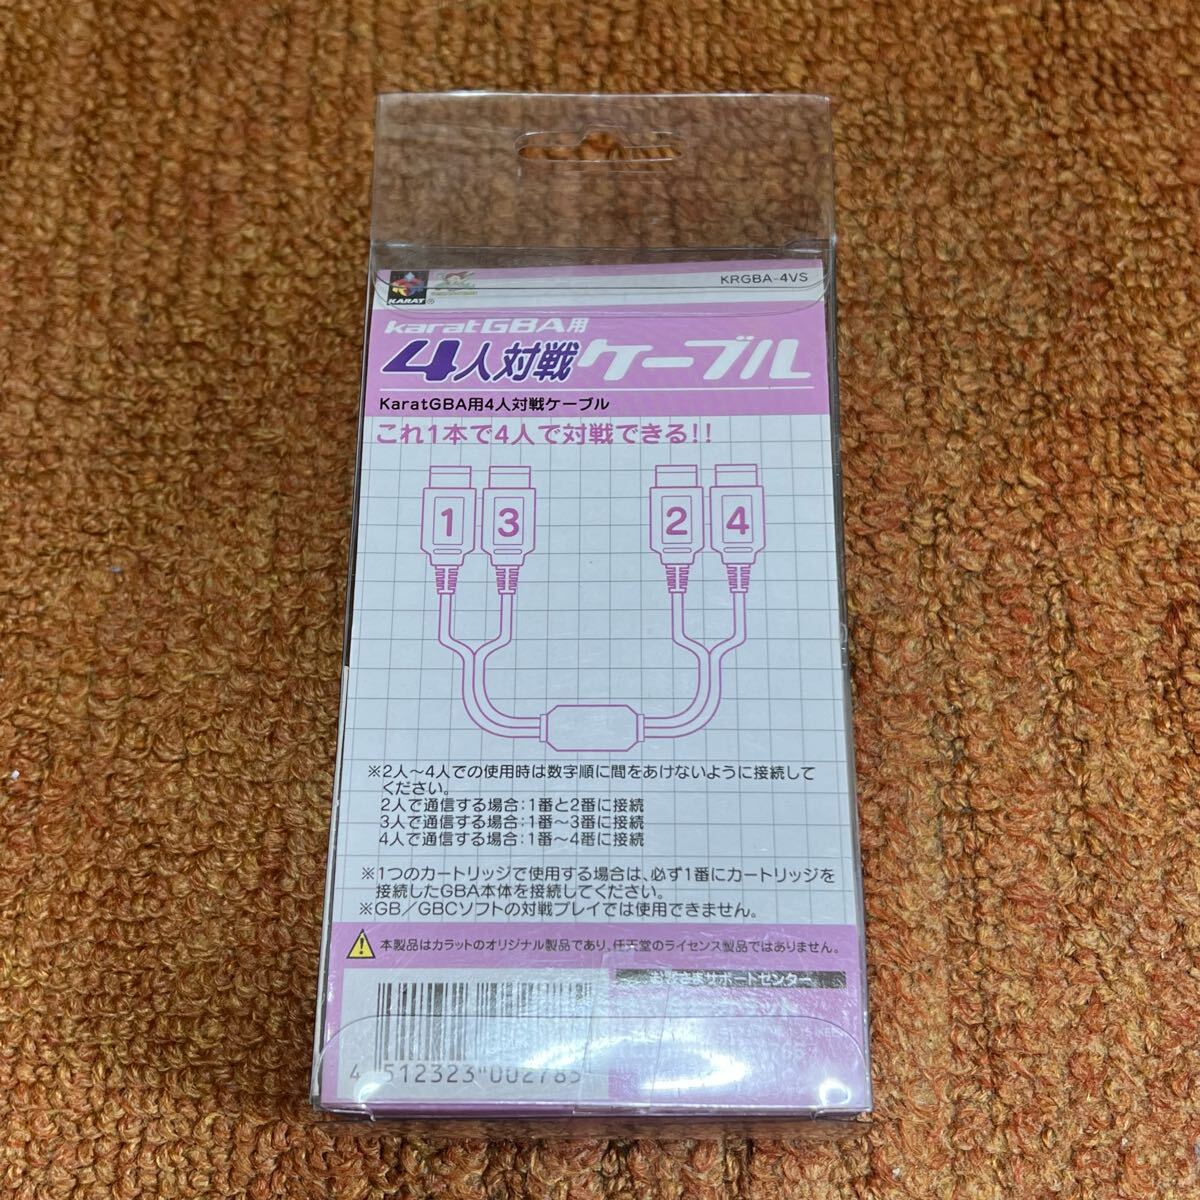 KRGBA-4VS
KARAT®
karatGBA用
4人対戦ケーブル
KaratGBA用4人対戦ケーブル
これ1本で4人で対戦できる!!
1 3 2 4
※2人〜4人での使用時は数字順に間をあけないように接続して
ください。
2人で通信する場合:1番と2番に接続
3人で通信する場合:1番〜3番に接続
4人で通信する場合:1番〜4番に接続
※1つのカートリッジで使用する場合は、必ず1番にカートリッジを
接続したGBA本体を接続してください。
※GB/GBCソフトの対戦プレイでは使用できません。
本製品はカラットのオリジナル製品であり、任天堂のライセンス製品ではありません。
お客さまサポートセンター
4 512323 002785